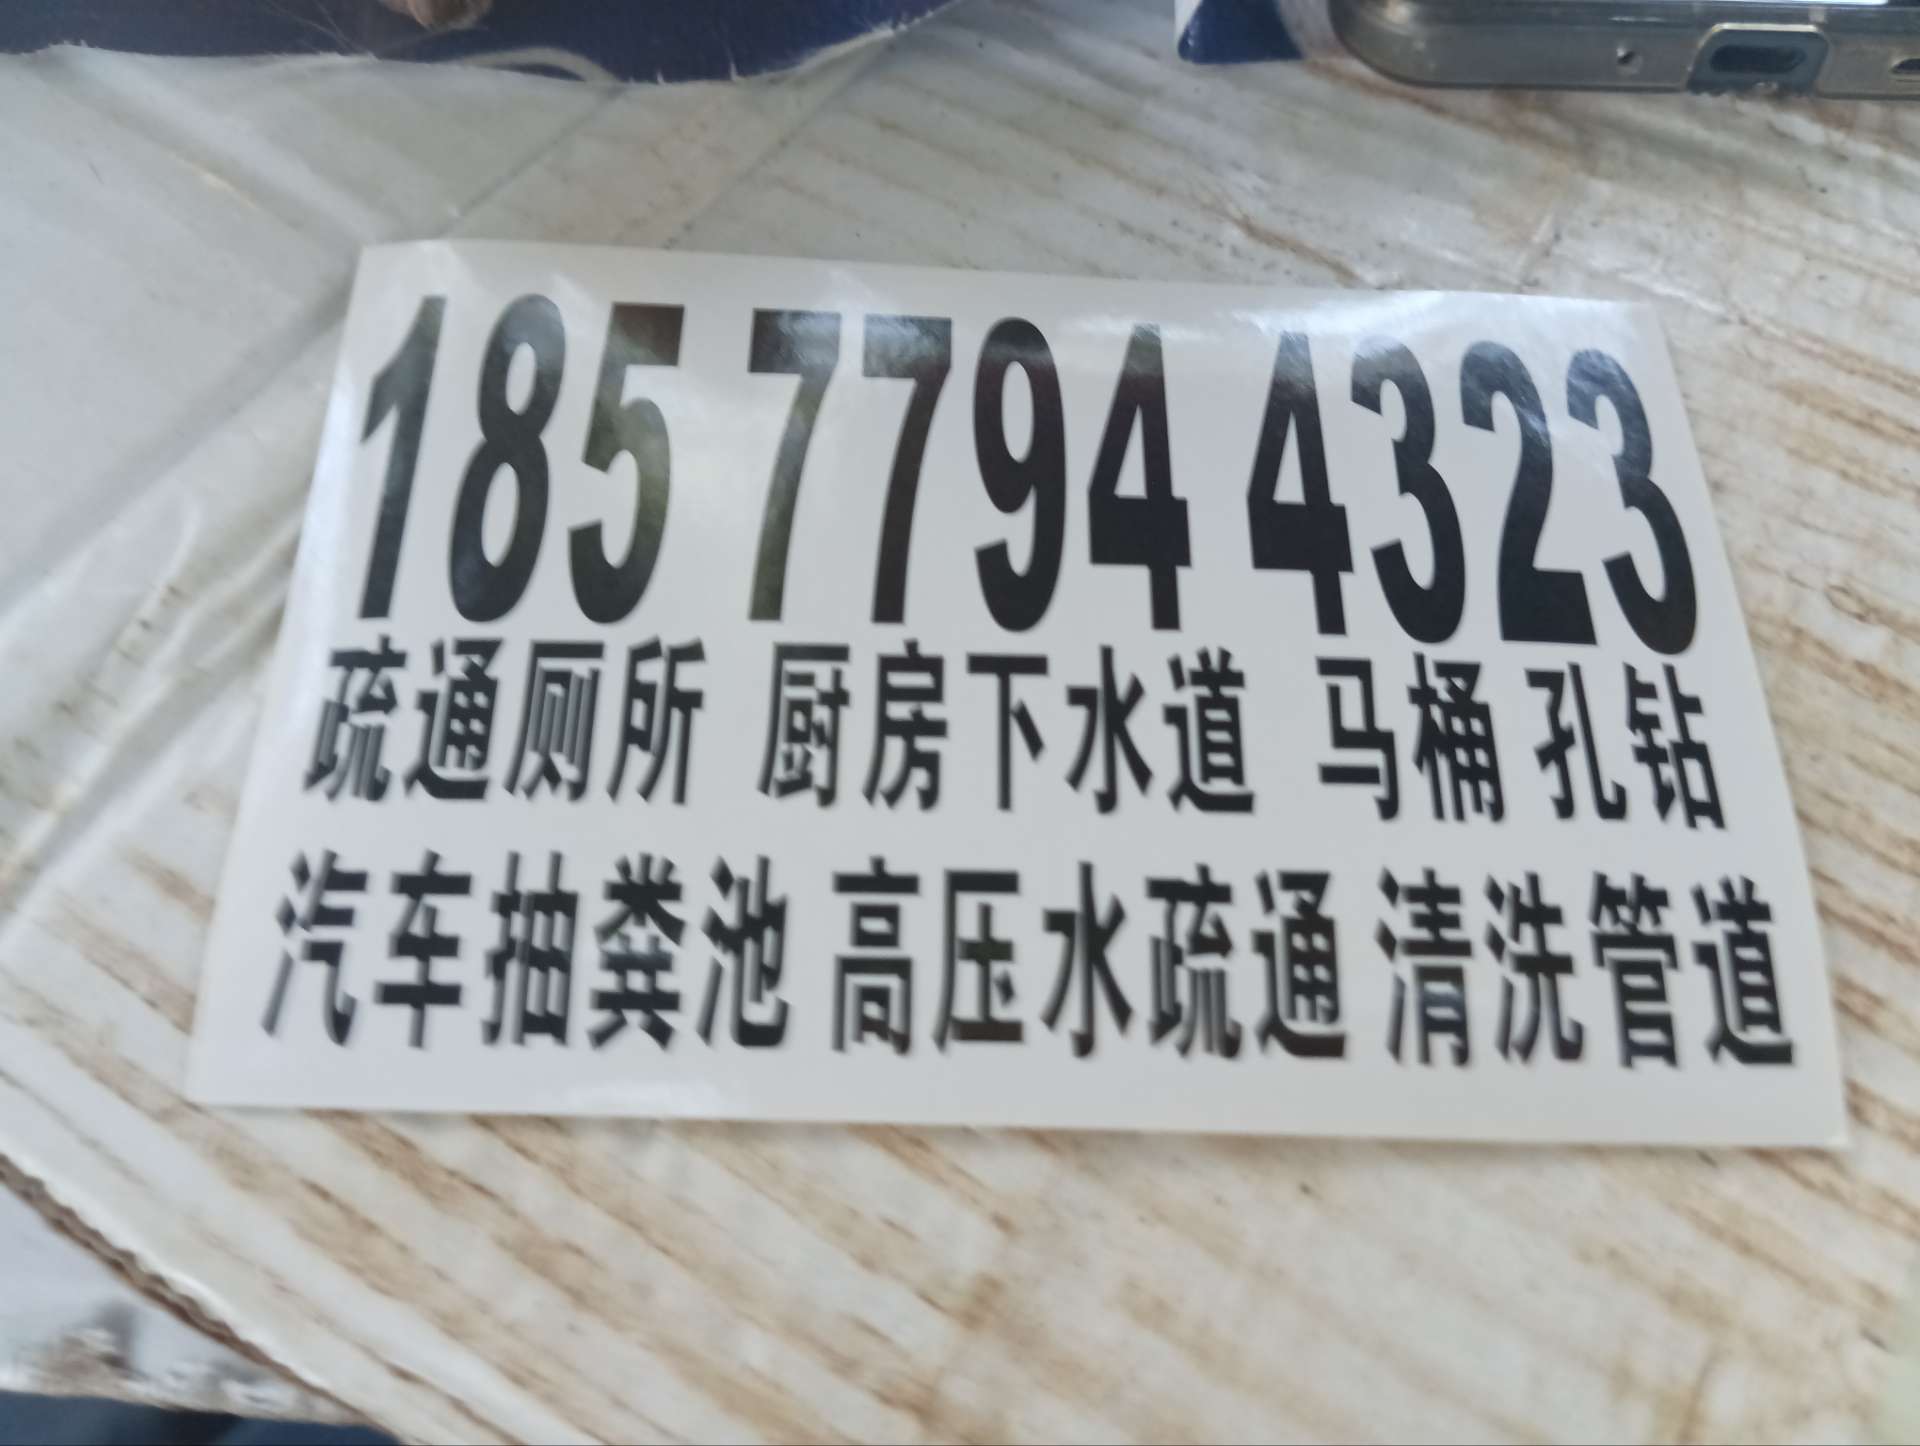 185 7794 4323
疏通厕所 厨房下水道 马桶 孔钻
汽车抽粪池 高压水疏通 清洗管道